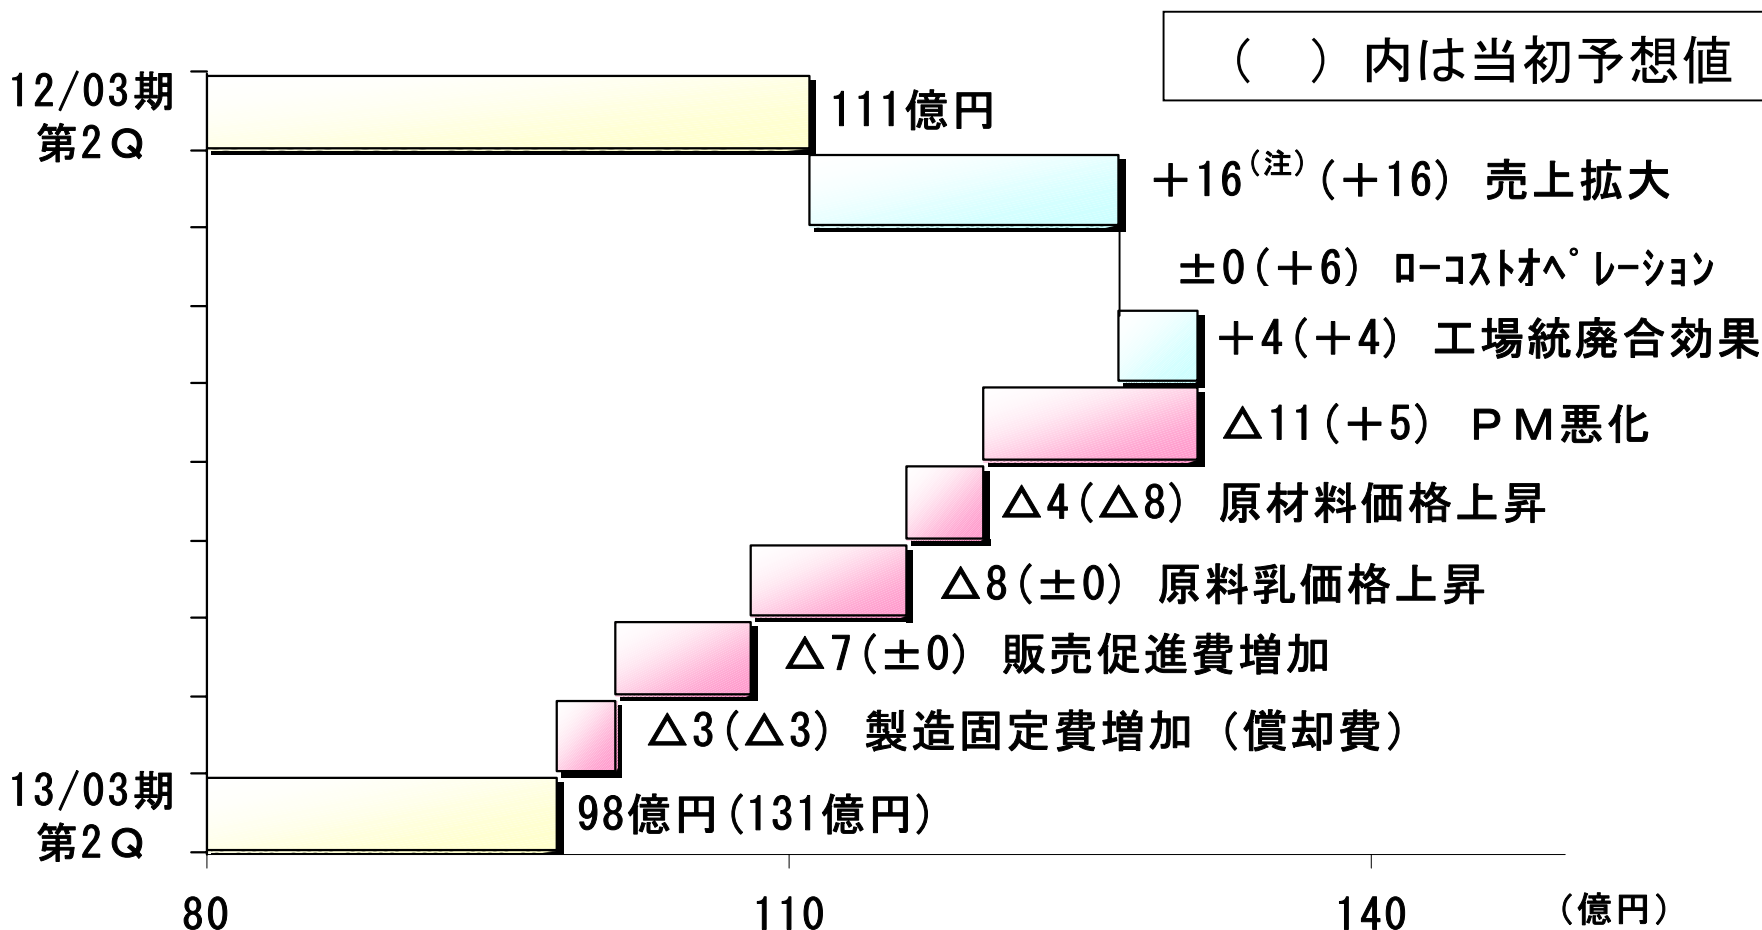 ( ) 内は当初予想値
12/03期
第2Q
111億円
+16(注)(+16) 売上拡大
±0(+6) ﾛｰｺｽﾄｵﾍﾟﾚｰｼｮﾝ
+4(+4) 工場統廃合効果
△11(+5) PM悪化
△4(△8) 原材料価格上昇
△8(±0) 原料乳価格上昇
△7(±0) 販売促進費増加
△3(△3) 製造固定費増加(償却費)
13/03期
第2Q
98億円(131億円)
80 110 140 (億円)